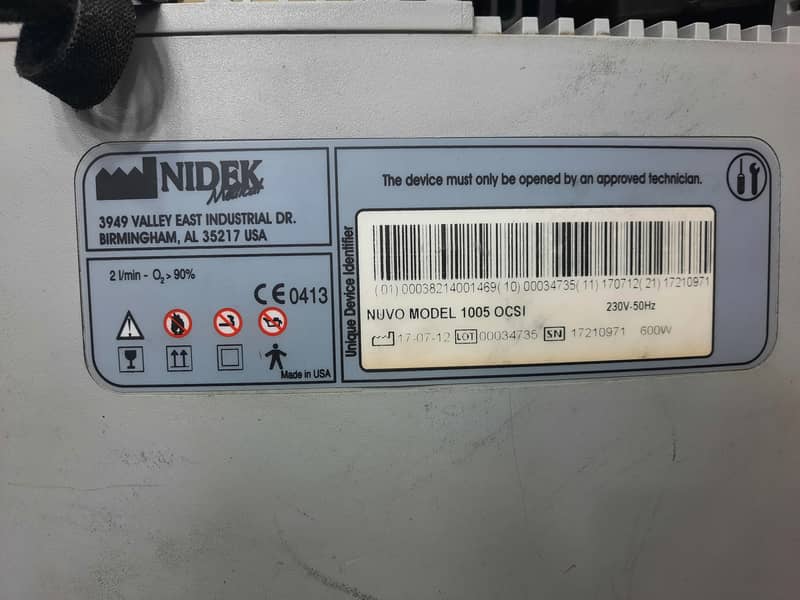 NIDEK
Medical
3949 VALLEY EAST INDUSTRIAL DR.
BIRMINGHAM, AL 35217 USA
2 l/min - O₂ > 90%
CE 0413
Made in USA
The device must only be opened by an approved technician.
Unique Device Identifier
(01)00038214001469(10)00034735(11)170712(21)17210971
NUVO MODEL 1005 OCSI 230V-50Hz
17-07-12 LOT 00034735 SN 17210971 600W